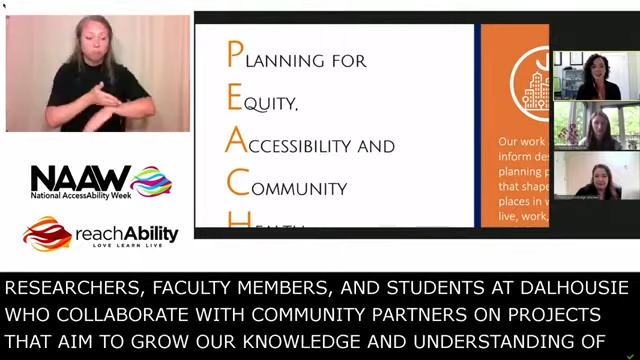 PLANNING FOR
EQUITY,
ACCESSIBILITY AND
COMMUNITY
HEALTH
Our work
inform de
planning p
that shape
places in
live, work,
NAAW
National AccessAbility Week
reachAbility
LOVE LEARN LIVE
RESEARCHERS, FACULTY MEMBERS, AND STUDENTS AT DALHOUSIE
WHO COLLABORATE WITH COMMUNITY PARTNERS ON PROJECTS
THAT AIM TO GROW OUR KNOWLEDGE AND UNDERSTANDING OF